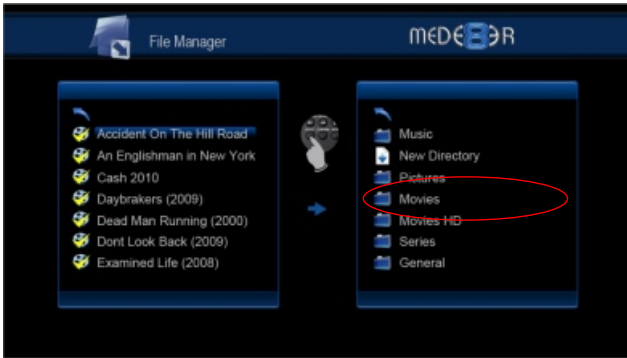 File Manager
MEDE8ER
Accident On The Hill Road
An Englishman in New York
Cash 2010
Daybrakers (2009)
Dead Man Running (2000)
Dont Look Back (2009)
Examined Life (2008)
Music
New Directory
Pictures
Movies
Movies HD
Series
General